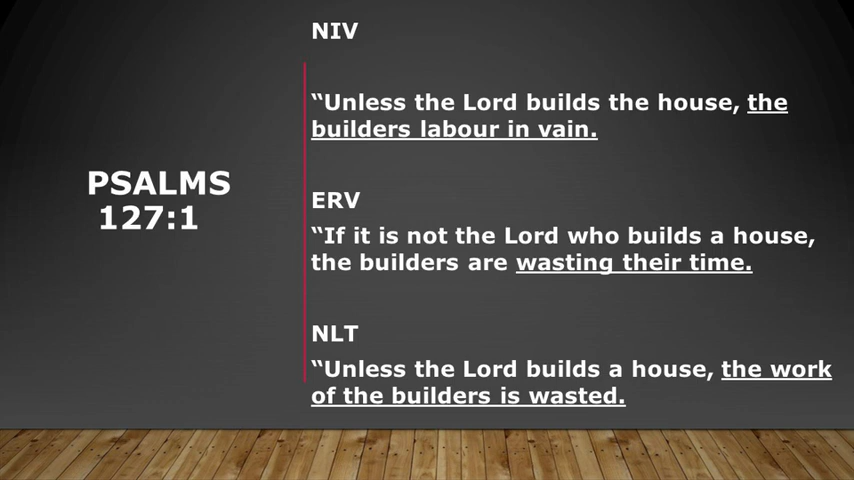 PSALMS
127:1
NIV
“Unless the Lord builds the house, the
builders labour in vain.
ERV
“If it is not the Lord who builds a house,
the builders are wasting their time.
NLT
“Unless the Lord builds a house, the work
of the builders is wasted.